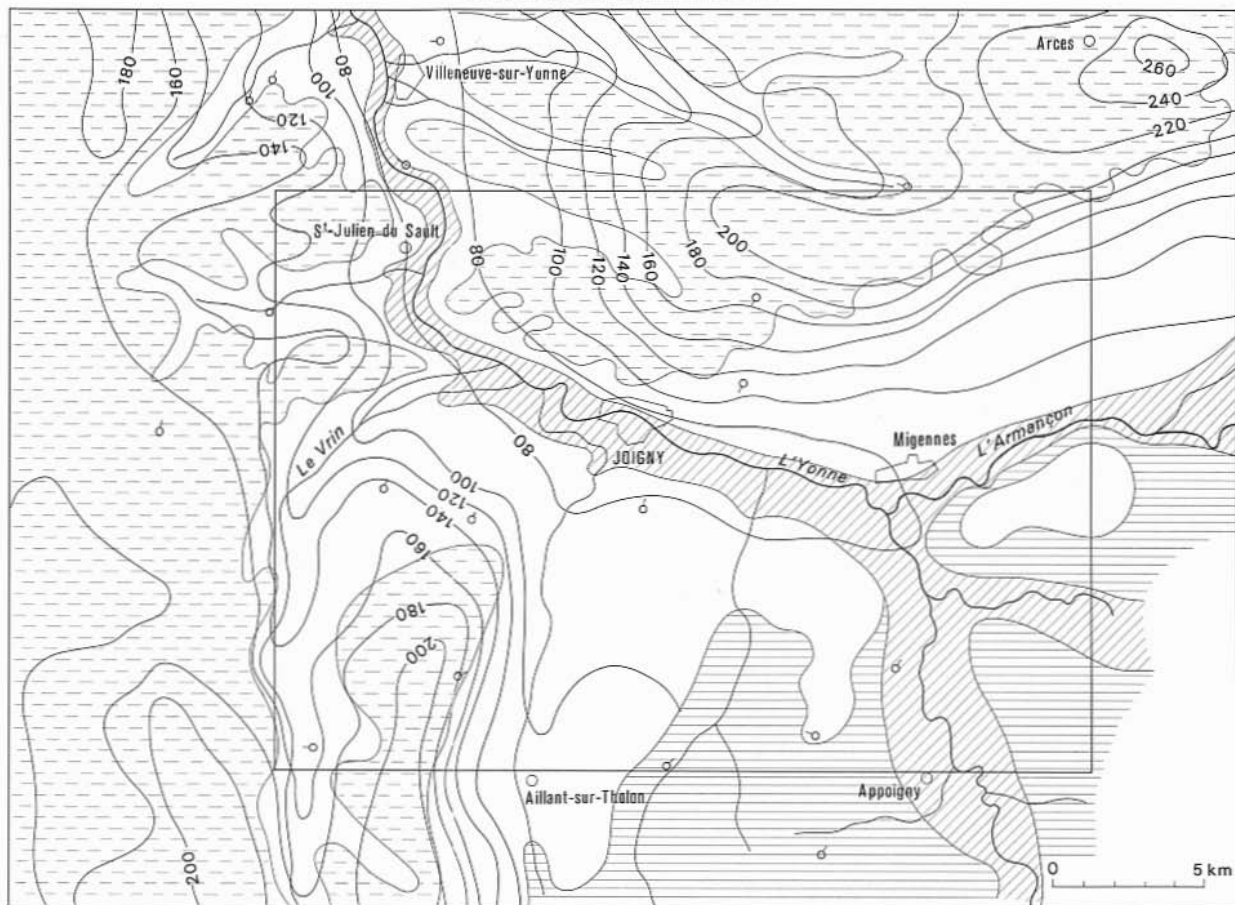 180
160
80
100
120
140
Villeneuve-sur-Yonne
Arces
260
240
220
Sᵗ-Julien du Sault
80
100
120
140
160
180
200
Le Vrin
80
JOIGNY
L'Yonne
Migennes
L'Armançon
100
120
140
160
180
200
200
Aillant-sur-Tholon
Appoigny
0 5 km